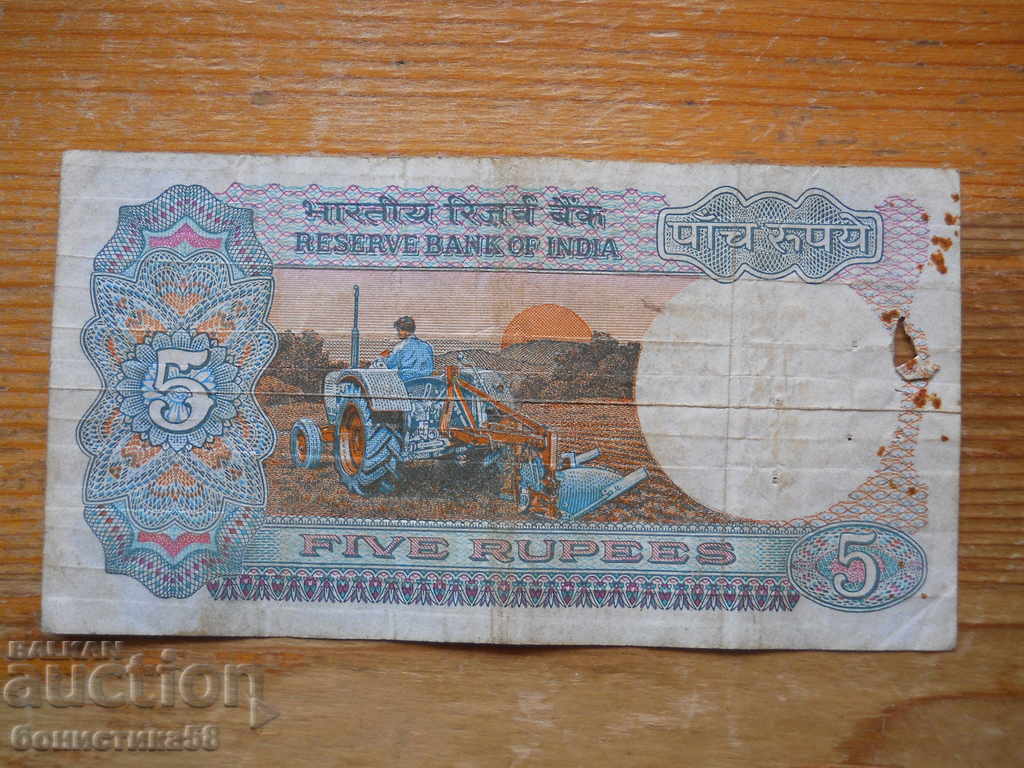 भारतीय रिज़र्व बैंक
RESERVE BANK OF INDIA
पाँच रूपये
5
FIVE RUPEES
5
BALKAN
auction
бонистика58